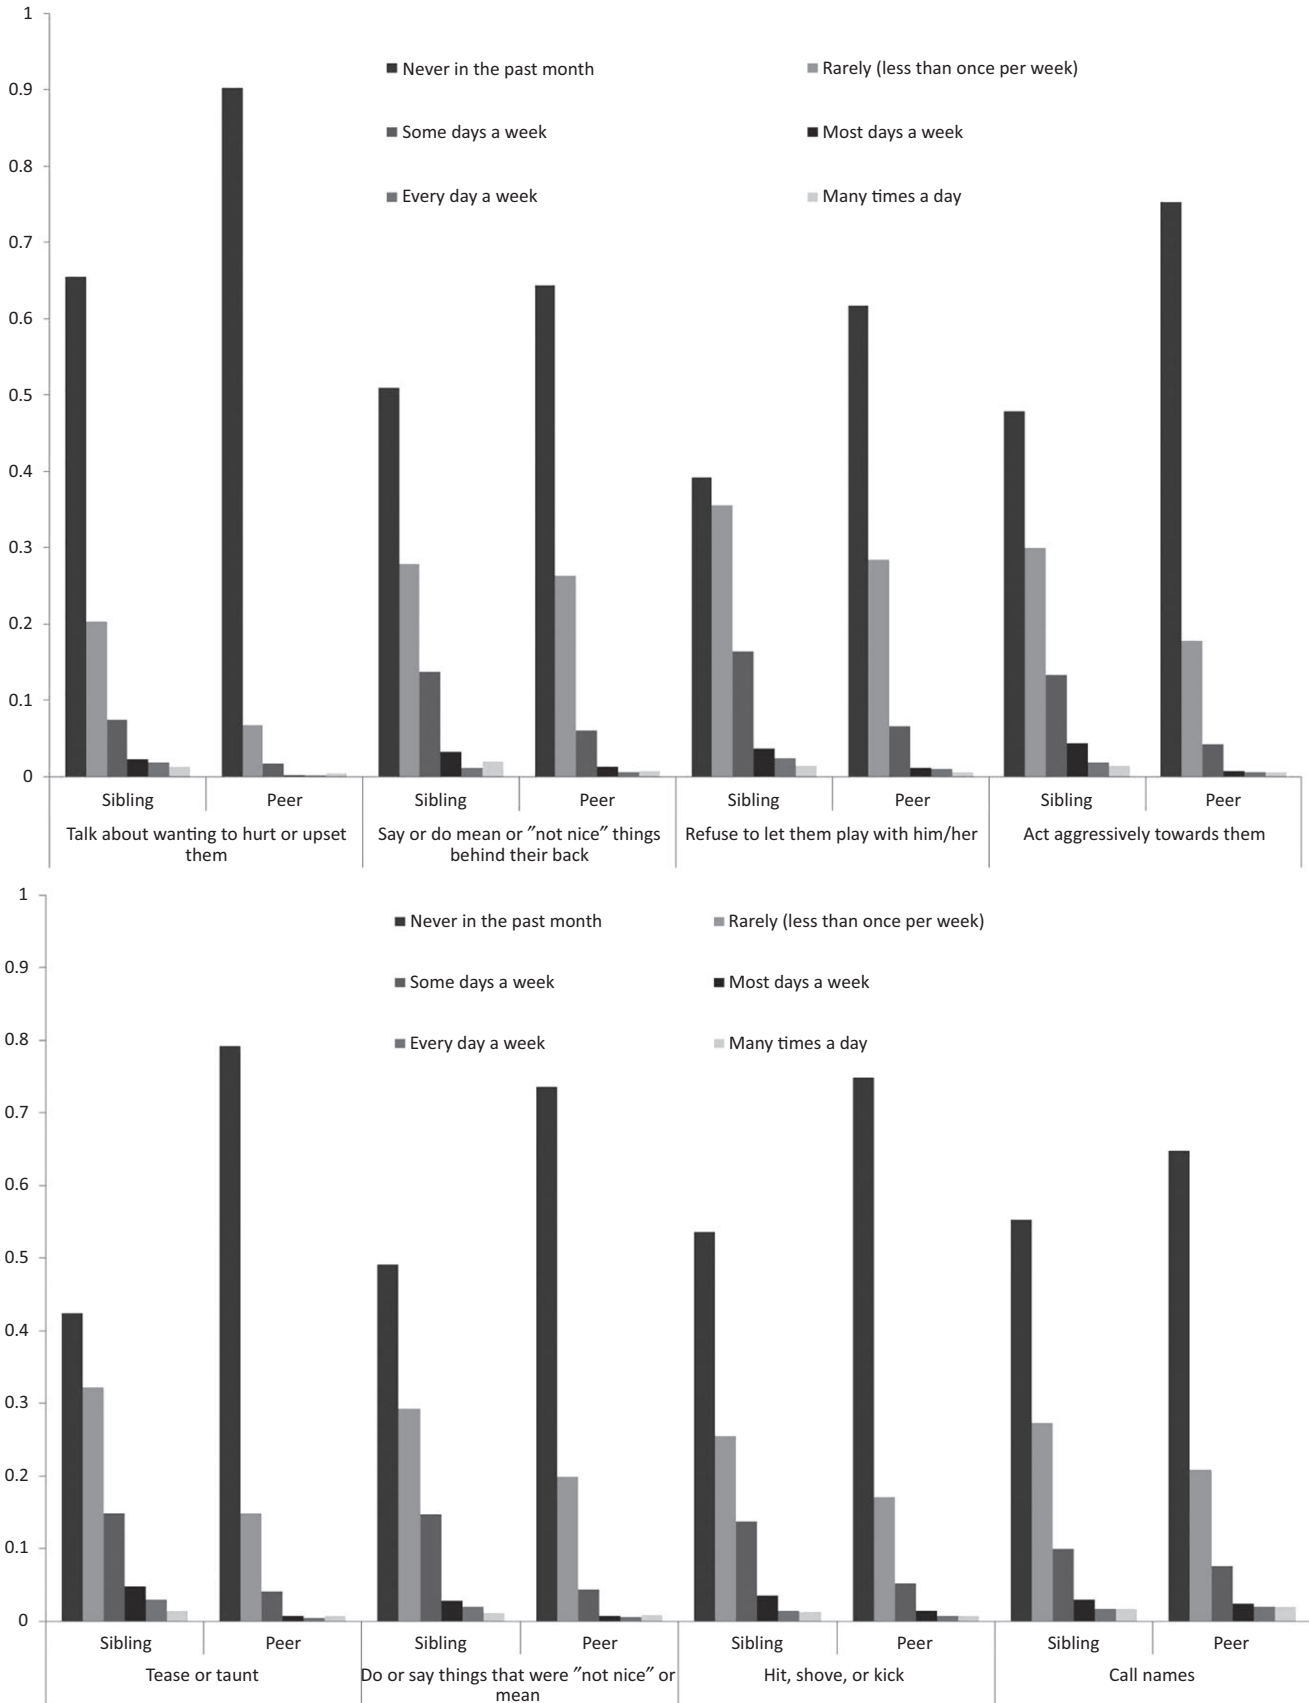 1
0.9
0.8
0.7
0.6
0.5
0.4
0.3
0.2
0.1
0
Never in the past month
Rarely (less than once per week)
Some days a week
Most days a week
Every day a week
Many times a day
Sibling
Peer
Sibling
Peer
Sibling
Peer
Sibling
Peer
Talk about wanting to hurt or upset
them
Say or do mean or ″not nice″ things
behind their back
Refuse to let them play with him/her
Act aggressively towards them
1
0.9
0.8
0.7
0.6
0.5
0.4
0.3
0.2
0.1
0
Never in the past month
Rarely (less than once per week)
Some days a week
Most days a week
Every day a week
Many times a day
Sibling
Peer
Sibling
Peer
Sibling
Peer
Sibling
Peer
Tease or taunt
Do or say things that were ″not nice″ or
mean
Hit, shove, or kick
Call names